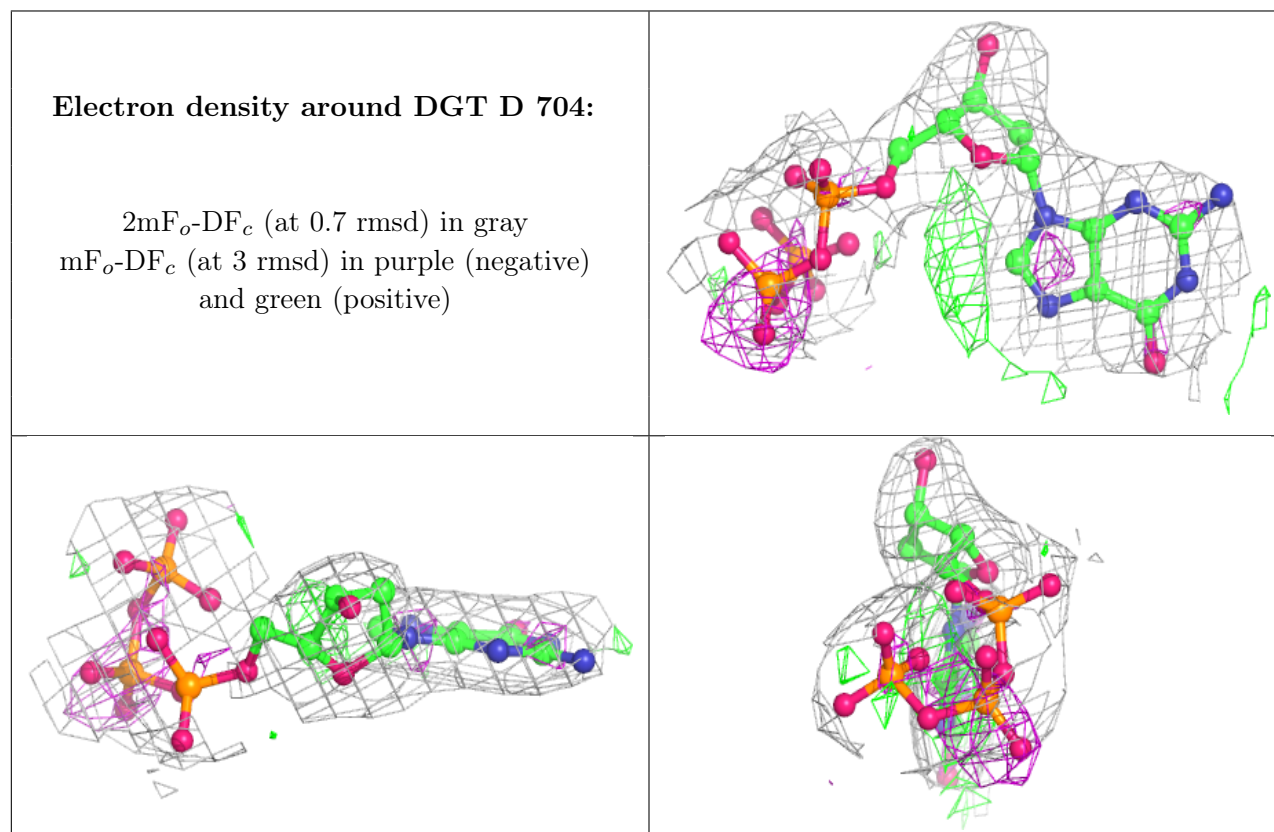 Electron density around DGT D 704:
2mFo-DFc (at 0.7 rmsd) in gray
mFo-DFc (at 3 rmsd) in purple (negative)
and green (positive)